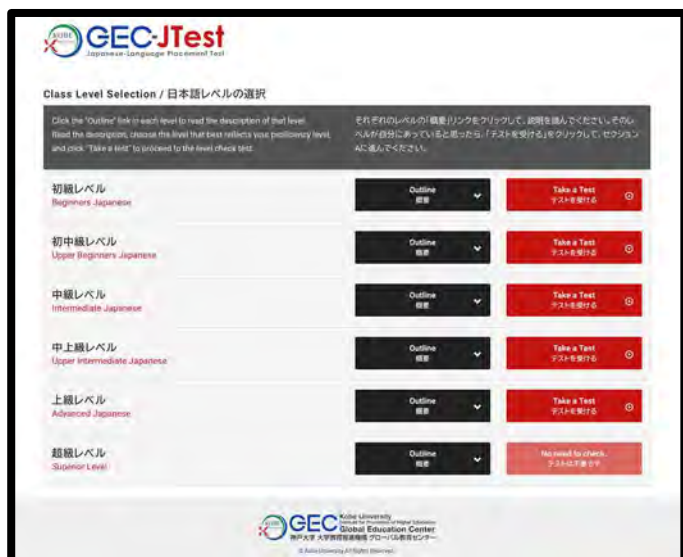 KOBE
GEC-JTest
Japanese-Language Placement Test
Class Level Selection / 日本語レベルの選択
Click the "Outline" link in each level to read the description of that level.
Read the description, choose the level that best reflects your proficiency level,
and click "Take a test" to proceed to the level check test.
それぞれのレベルの「概要」リンクをクリックして、説明を読んでください。そのレ
ベルが自分にあっていると思ったら、「テストを受ける」をクリックして、セクション
Aに進んでください。
初級レベル
Beginners Japanese
Outline
概要
Take a Test
テストを受ける
初中級レベル
Upper Beginners Japanese
Outline
概要
Take a Test
テストを受ける
中級レベル
Intermediate Japanese
Outline
概要
Take a Test
テストを受ける
中上級レベル
Upper Intermediate Japanese
Outline
概要
Take a Test
テストを受ける
上級レベル
Advanced Japanese
Outline
概要
Take a Test
テストを受ける
超級レベル
Superior Level
Outline
概要
No need to check.
テストは不要です
GEC
Kobe University
Global Education Center
神戸大学 大学教育推進機構 グローバル教育センター
© Kobe University All Rights Reserved.